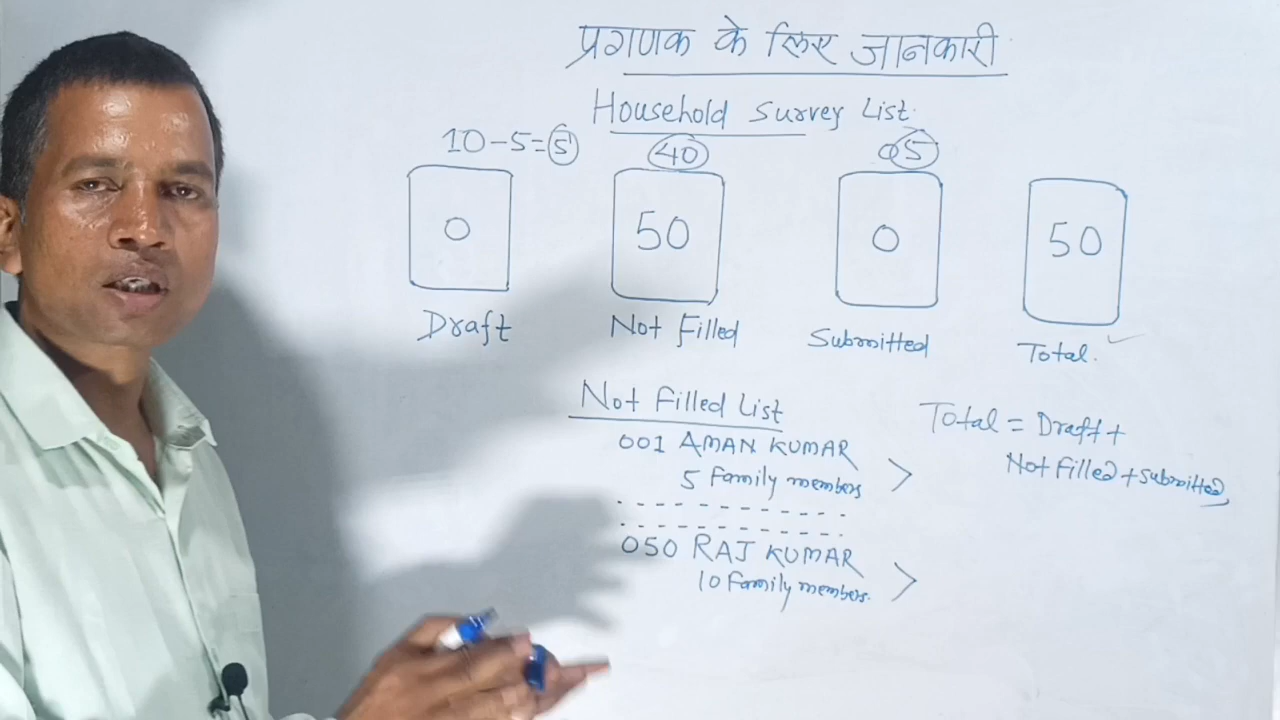 प्रगणक के लिए जानकारी
Household Survey List.
10-5=5
40
05
0
50
0
50
Draft
Not Filled
Submitted
Total.
Not Filled List
001 AMAN KUMAR
5 Family members
050 RAJ KUMAR
10 Family members.
Total = Draft+
Not Filled+Submitted